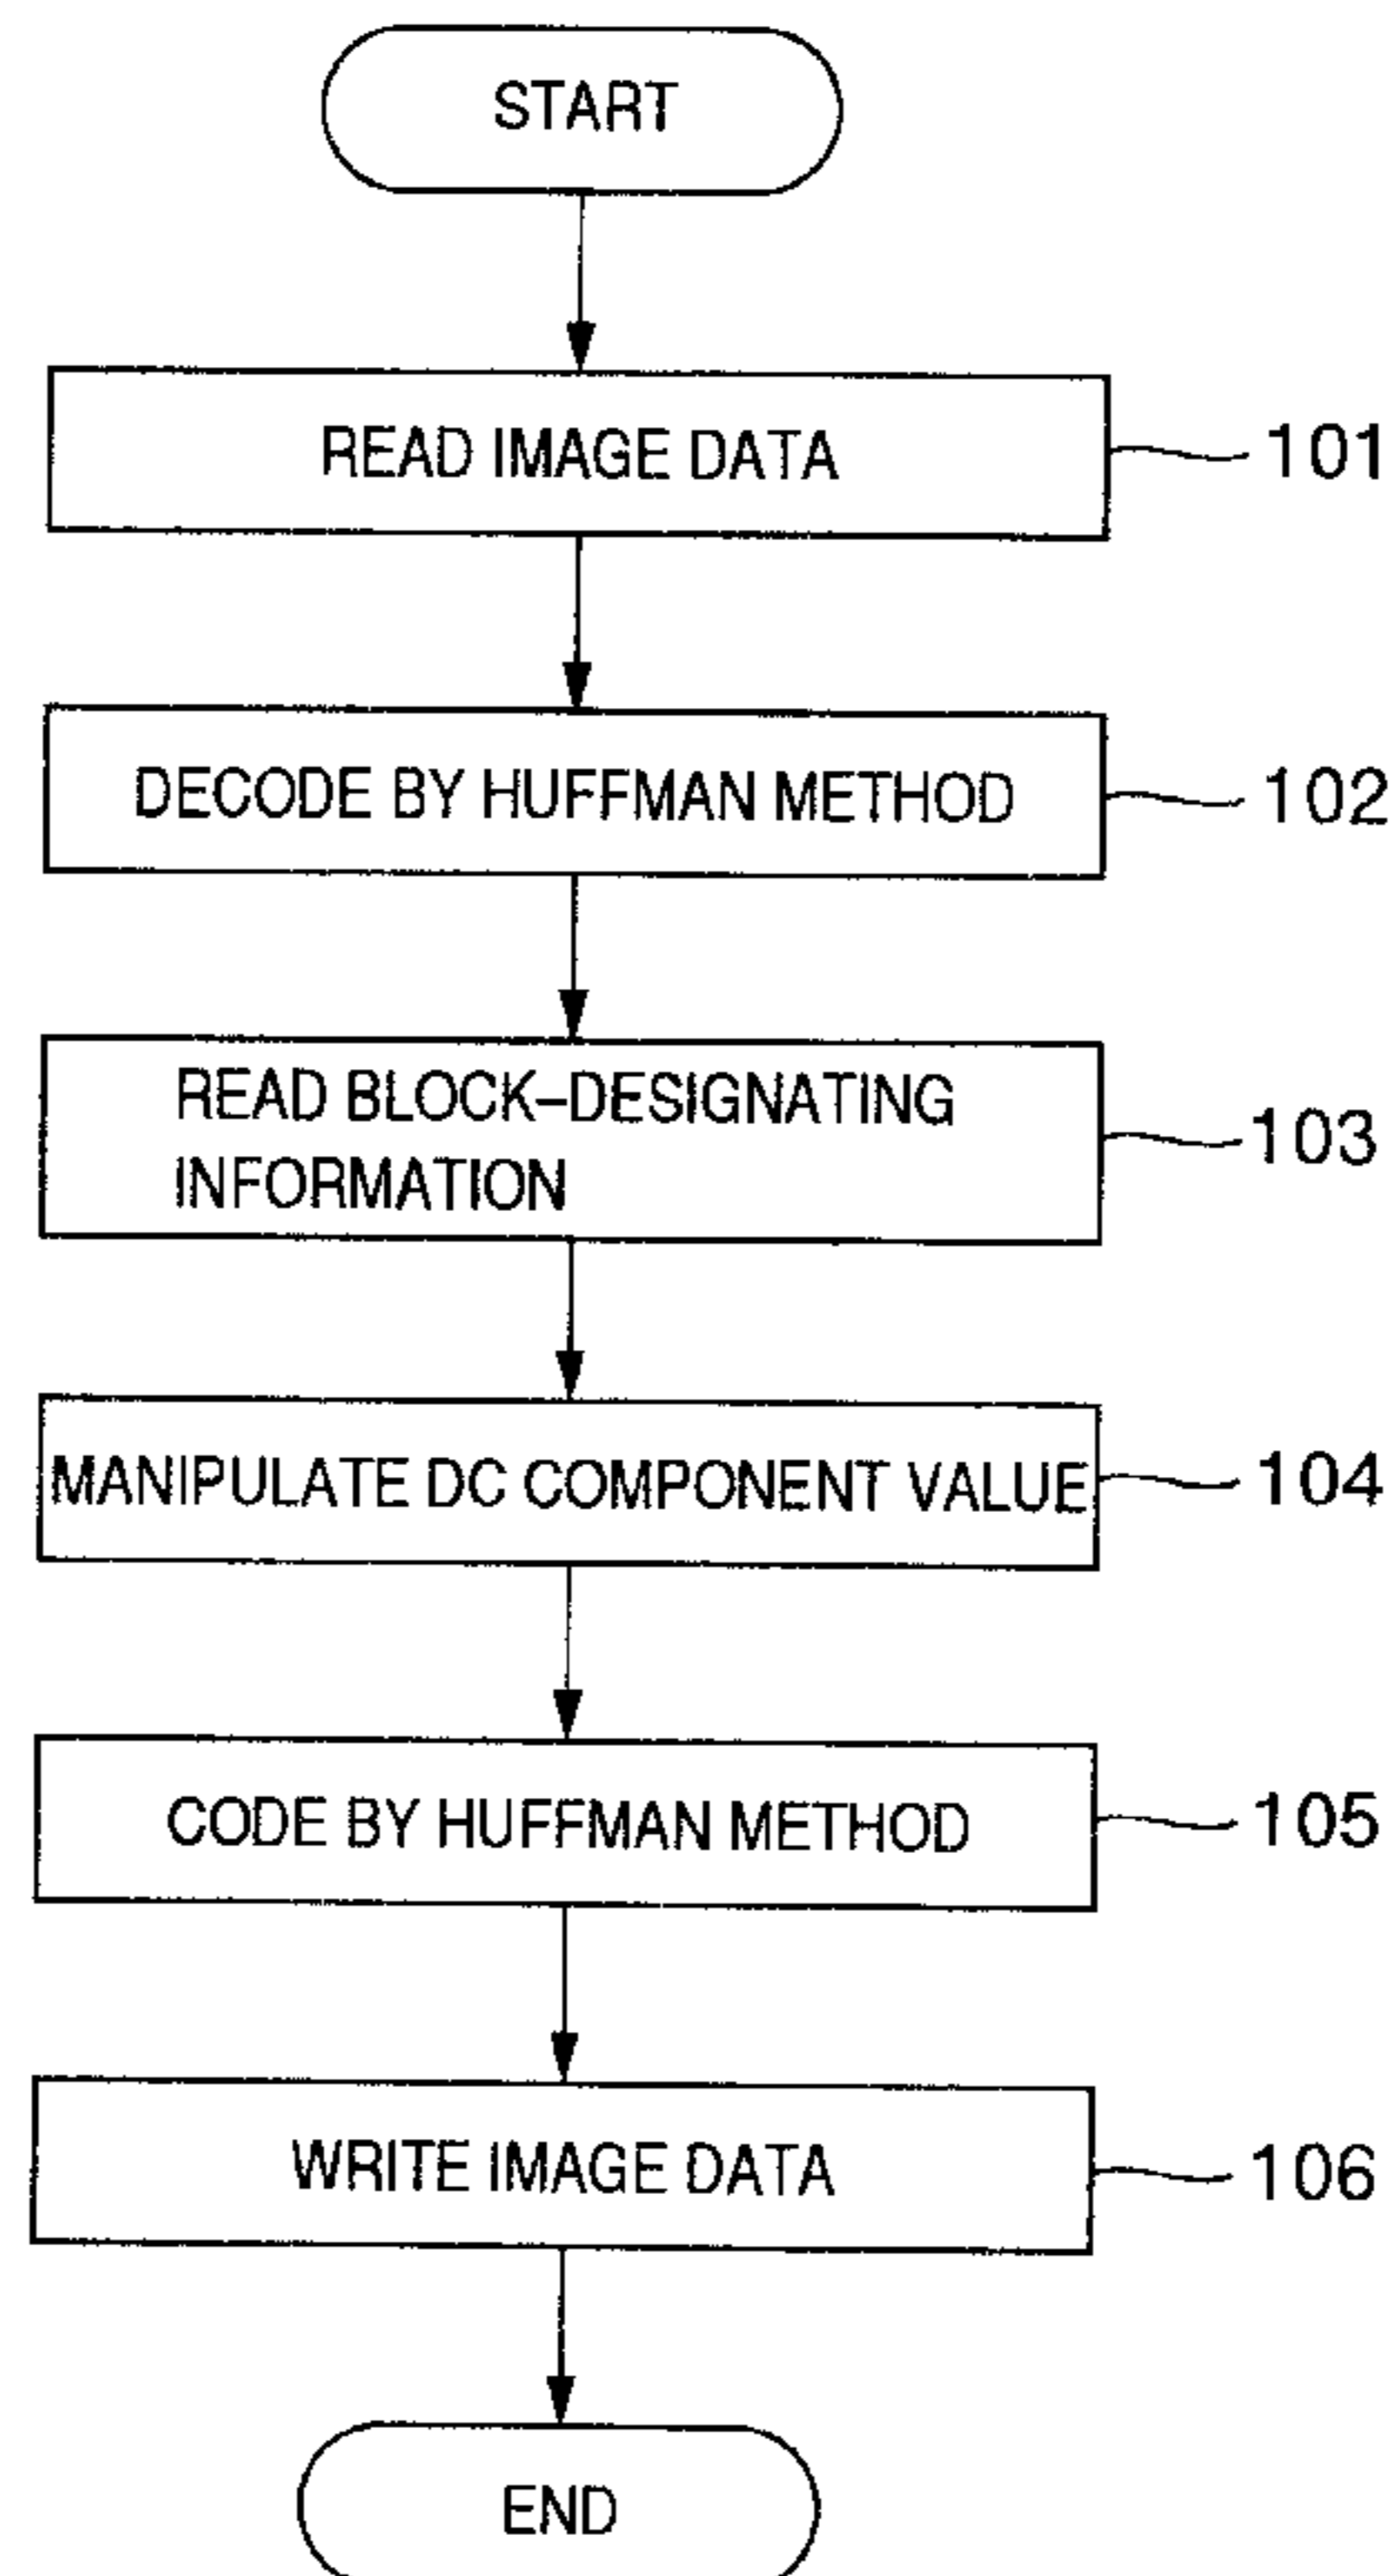 START
READ IMAGE DATA
101
DECODE BY HUFFMAN METHOD
102
READ BLOCK-DESIGNATING
INFORMATION
103
MANIPULATE DC COMPONENT VALUE
104
CODE BY HUFFMAN METHOD
105
WRITE IMAGE DATA
106
END